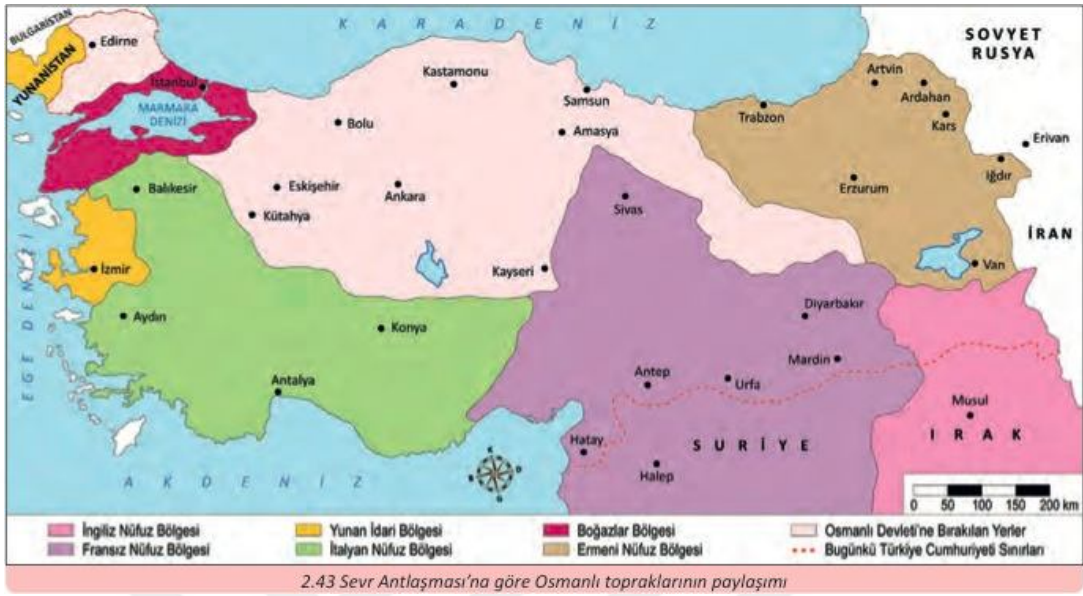 BULGARİSTAN
K A R A D E N İ Z
SOVYET
RUSYA
Edirne
YUNANİSTAN
İstanbul
MARMARA
DENİZİ
Kastamonu
Samsun
Bolu
Amasya
Trabzon
Artvin
Ardahan
Kars
Erivan
Iğdır
Balıkesir
Eskişehir
Ankara
Kütahya
Sivas
Erzurum
İRAN
Van
İzmir
Kayseri
EGE DENİZİ
Aydın
Konya
Diyarbakır
Mardin
Antalya
Antep
Urfa
Musul
I R A K
Hatay
S U R İ Y E
Halep
A K D E N İ Z
0 50 100 150 200 km
İngiliz Nüfuz Bölgesi
Yunan İdari Bölgesi
Boğazlar Bölgesi
Osmanlı Devleti'ne Bırakılan Yerler
Fransız Nüfuz Bölgesi
İtalyan Nüfuz Bölgesi
Ermeni Nüfuz Bölgesi
Bugünkü Türkiye Cumhuriyeti Sınırları
2.43 Sevr Antlaşması'na göre Osmanlı topraklarının paylaşımı